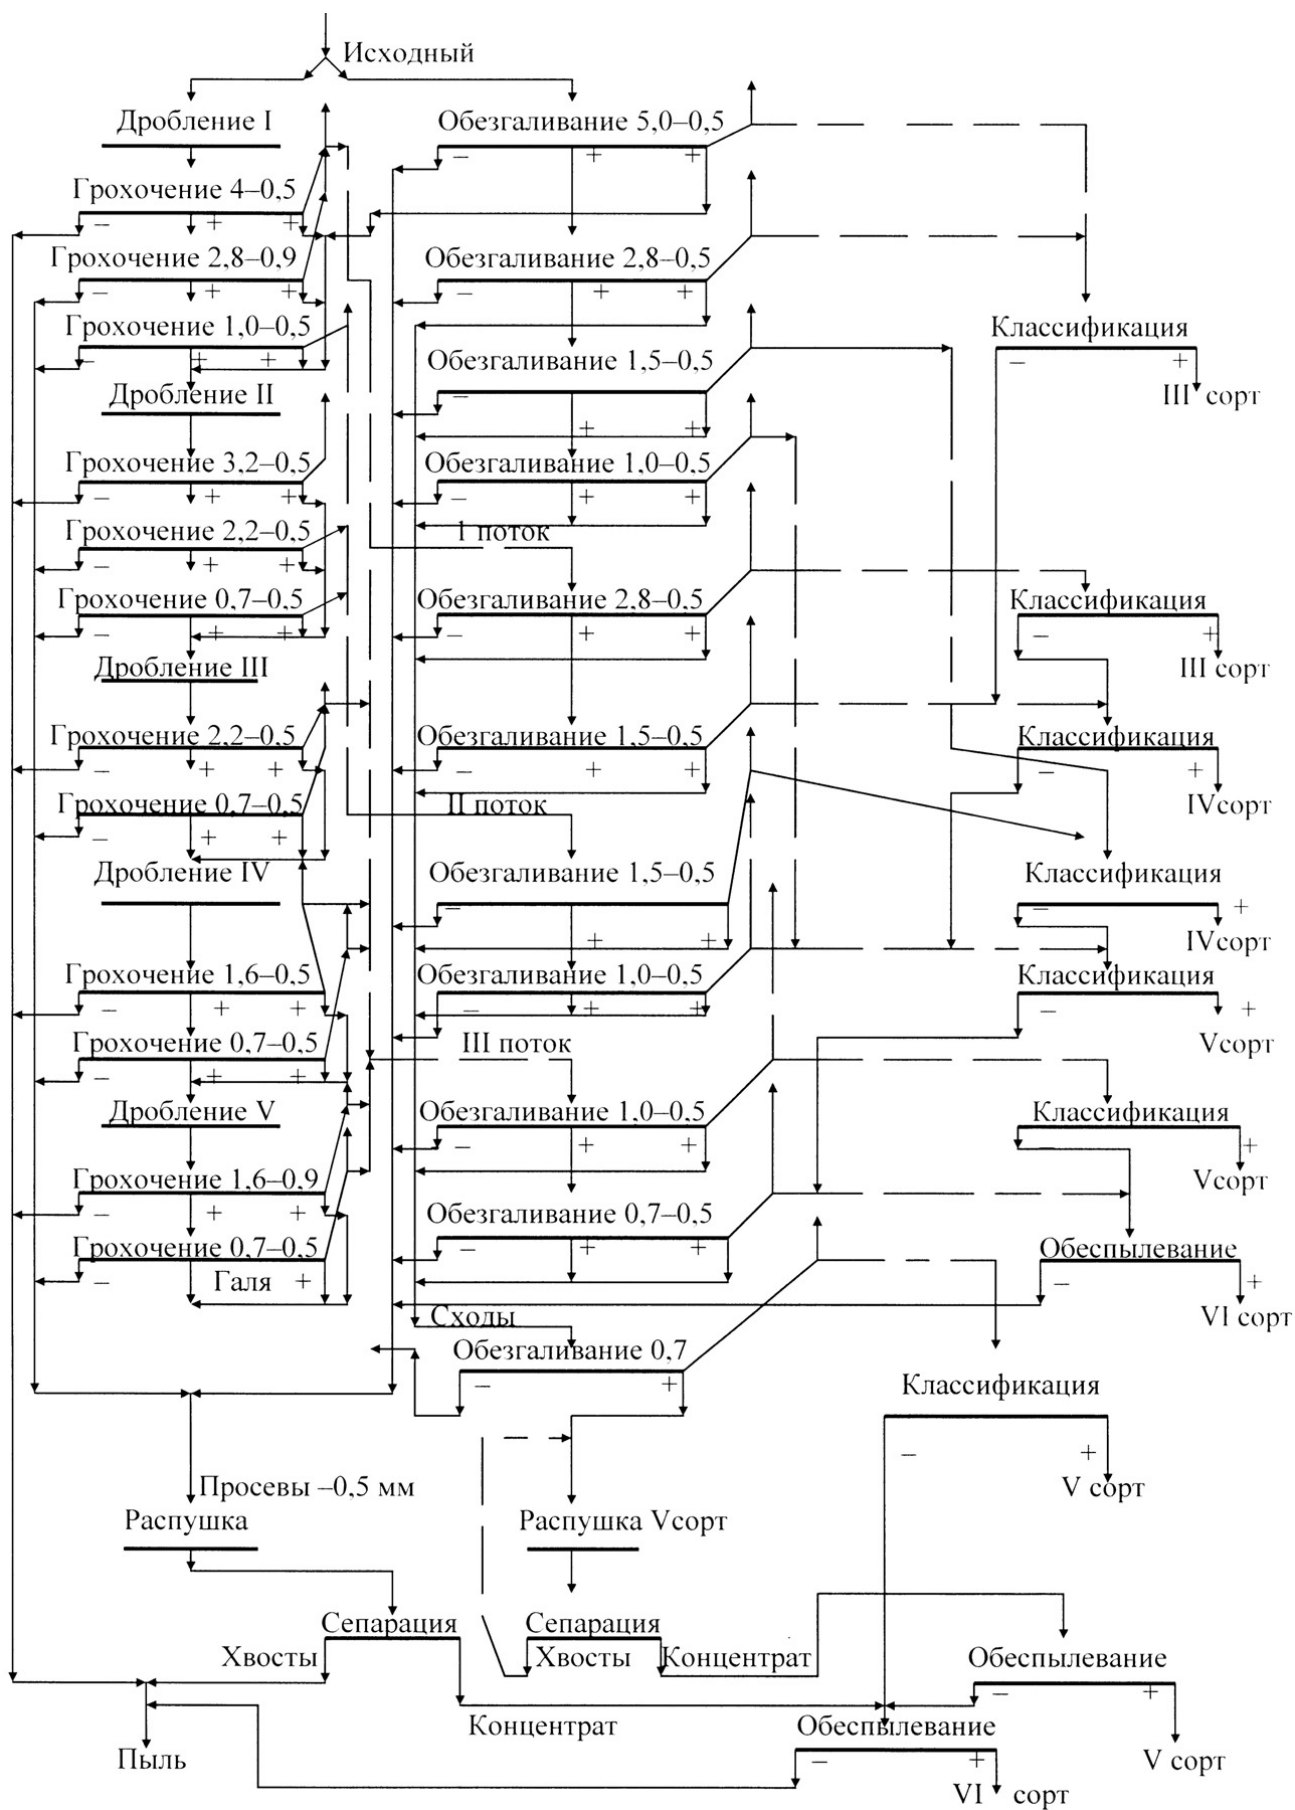 Исходный
Дробление I
Грохочение 4–0,5
– + +
Грохочение 2,8–0,9
– + +
Грохочение 1,0–0,5
– + +
Дробление II
Грохочение 3,2–0,5
– + +
Грохочение 2,2–0,5
– + +
Грохочение 0,7–0,5
– + +
Дробление III
Грохочение 2,2–0,5
– + +
Грохочение 0,7–0,5
– + +
Дробление IV
Грохочение 1,6–0,5
– + +
Грохочение 0,7–0,5
– + +
Дробление V
Грохочение 1,6–0,9
– + +
Грохочение 0,7–0,5
– Галя +
Просевы –0,5 мм
Распушка
Сепарация
Хвосты
Концентрат
Пыль
Обезгаливание 5,0–0,5
– + +
Обезгаливание 2,8–0,5
– + +
Обезгаливание 1,5–0,5
– + +
Обезгаливание 1,0–0,5
– + +
1 поток
Обезгаливание 2,8–0,5
– + +
Обезгаливание 1,5–0,5
– + +
II поток
Обезгаливание 1,5–0,5
– + +
Обезгаливание 1,0–0,5
– + +
III поток
Обезгаливание 1,0–0,5
– + +
Обезгаливание 0,7–0,5
– + +
Сходы
Обезгаливание 0,7
– +
Распушка Vсорт
Сепарация
Хвосты
Концентрат
Классификация
– +
III сорт
Классификация
– +
III сорт
Классификация
– +
IVсорт
Классификация
– +
IVсорт
Классификация
– +
Vсорт
Классификация
– +
Vсорт
Обеспылевание
– +
VI сорт
Классификация
– +
V сорт
Обеспылевание
– +
V сорт
Обеспылевание
– +
VI сорт